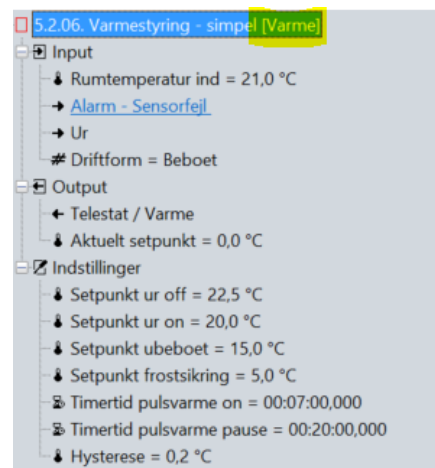 5.2.06. Varmestyring - simpel [Varme]
Input
Rumtemperatur ind = 21,0 °C
Alarm - Sensorfejl
Ur
Driftform = Beboet
Output
Telestat / Varme
Aktuelt setpunkt = 0,0 °C
Indstillinger
Setpunkt ur off = 22,5 °C
Setpunkt ur on = 20,0 °C
Setpunkt ubeboet = 15,0 °C
Setpunkt frostsikring = 5,0 °C
Timertid pulsvarme on = 00:07:00,000
Timertid pulsvarme pause = 00:20:00,000
Hysterese = 0,2 °C